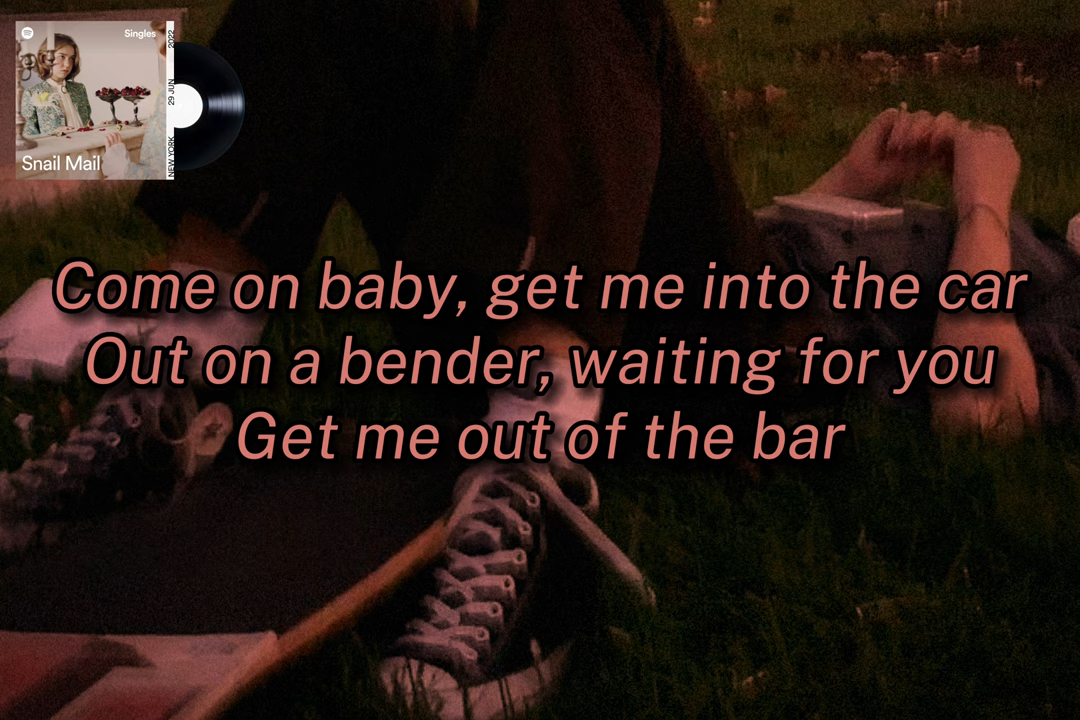 Singles
Snail Mail
NEW YORK 29 JUN 2022
Come on baby, get me into the car
Out on a bender, waiting for you
Get me out of the bar